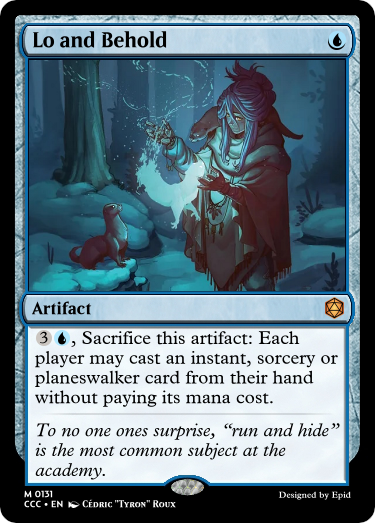 Lo and Behold
Artifact
3, Sacrifice this artifact: Each
player may cast an instant, sorcery or
planeswalker card from their hand
without paying its mana cost.
To no one ones surprise, “run and hide”
is the most common subject at the
academy.
M 0131
CCC • EN Cédric "Tyron" Roux
Designed by Epid